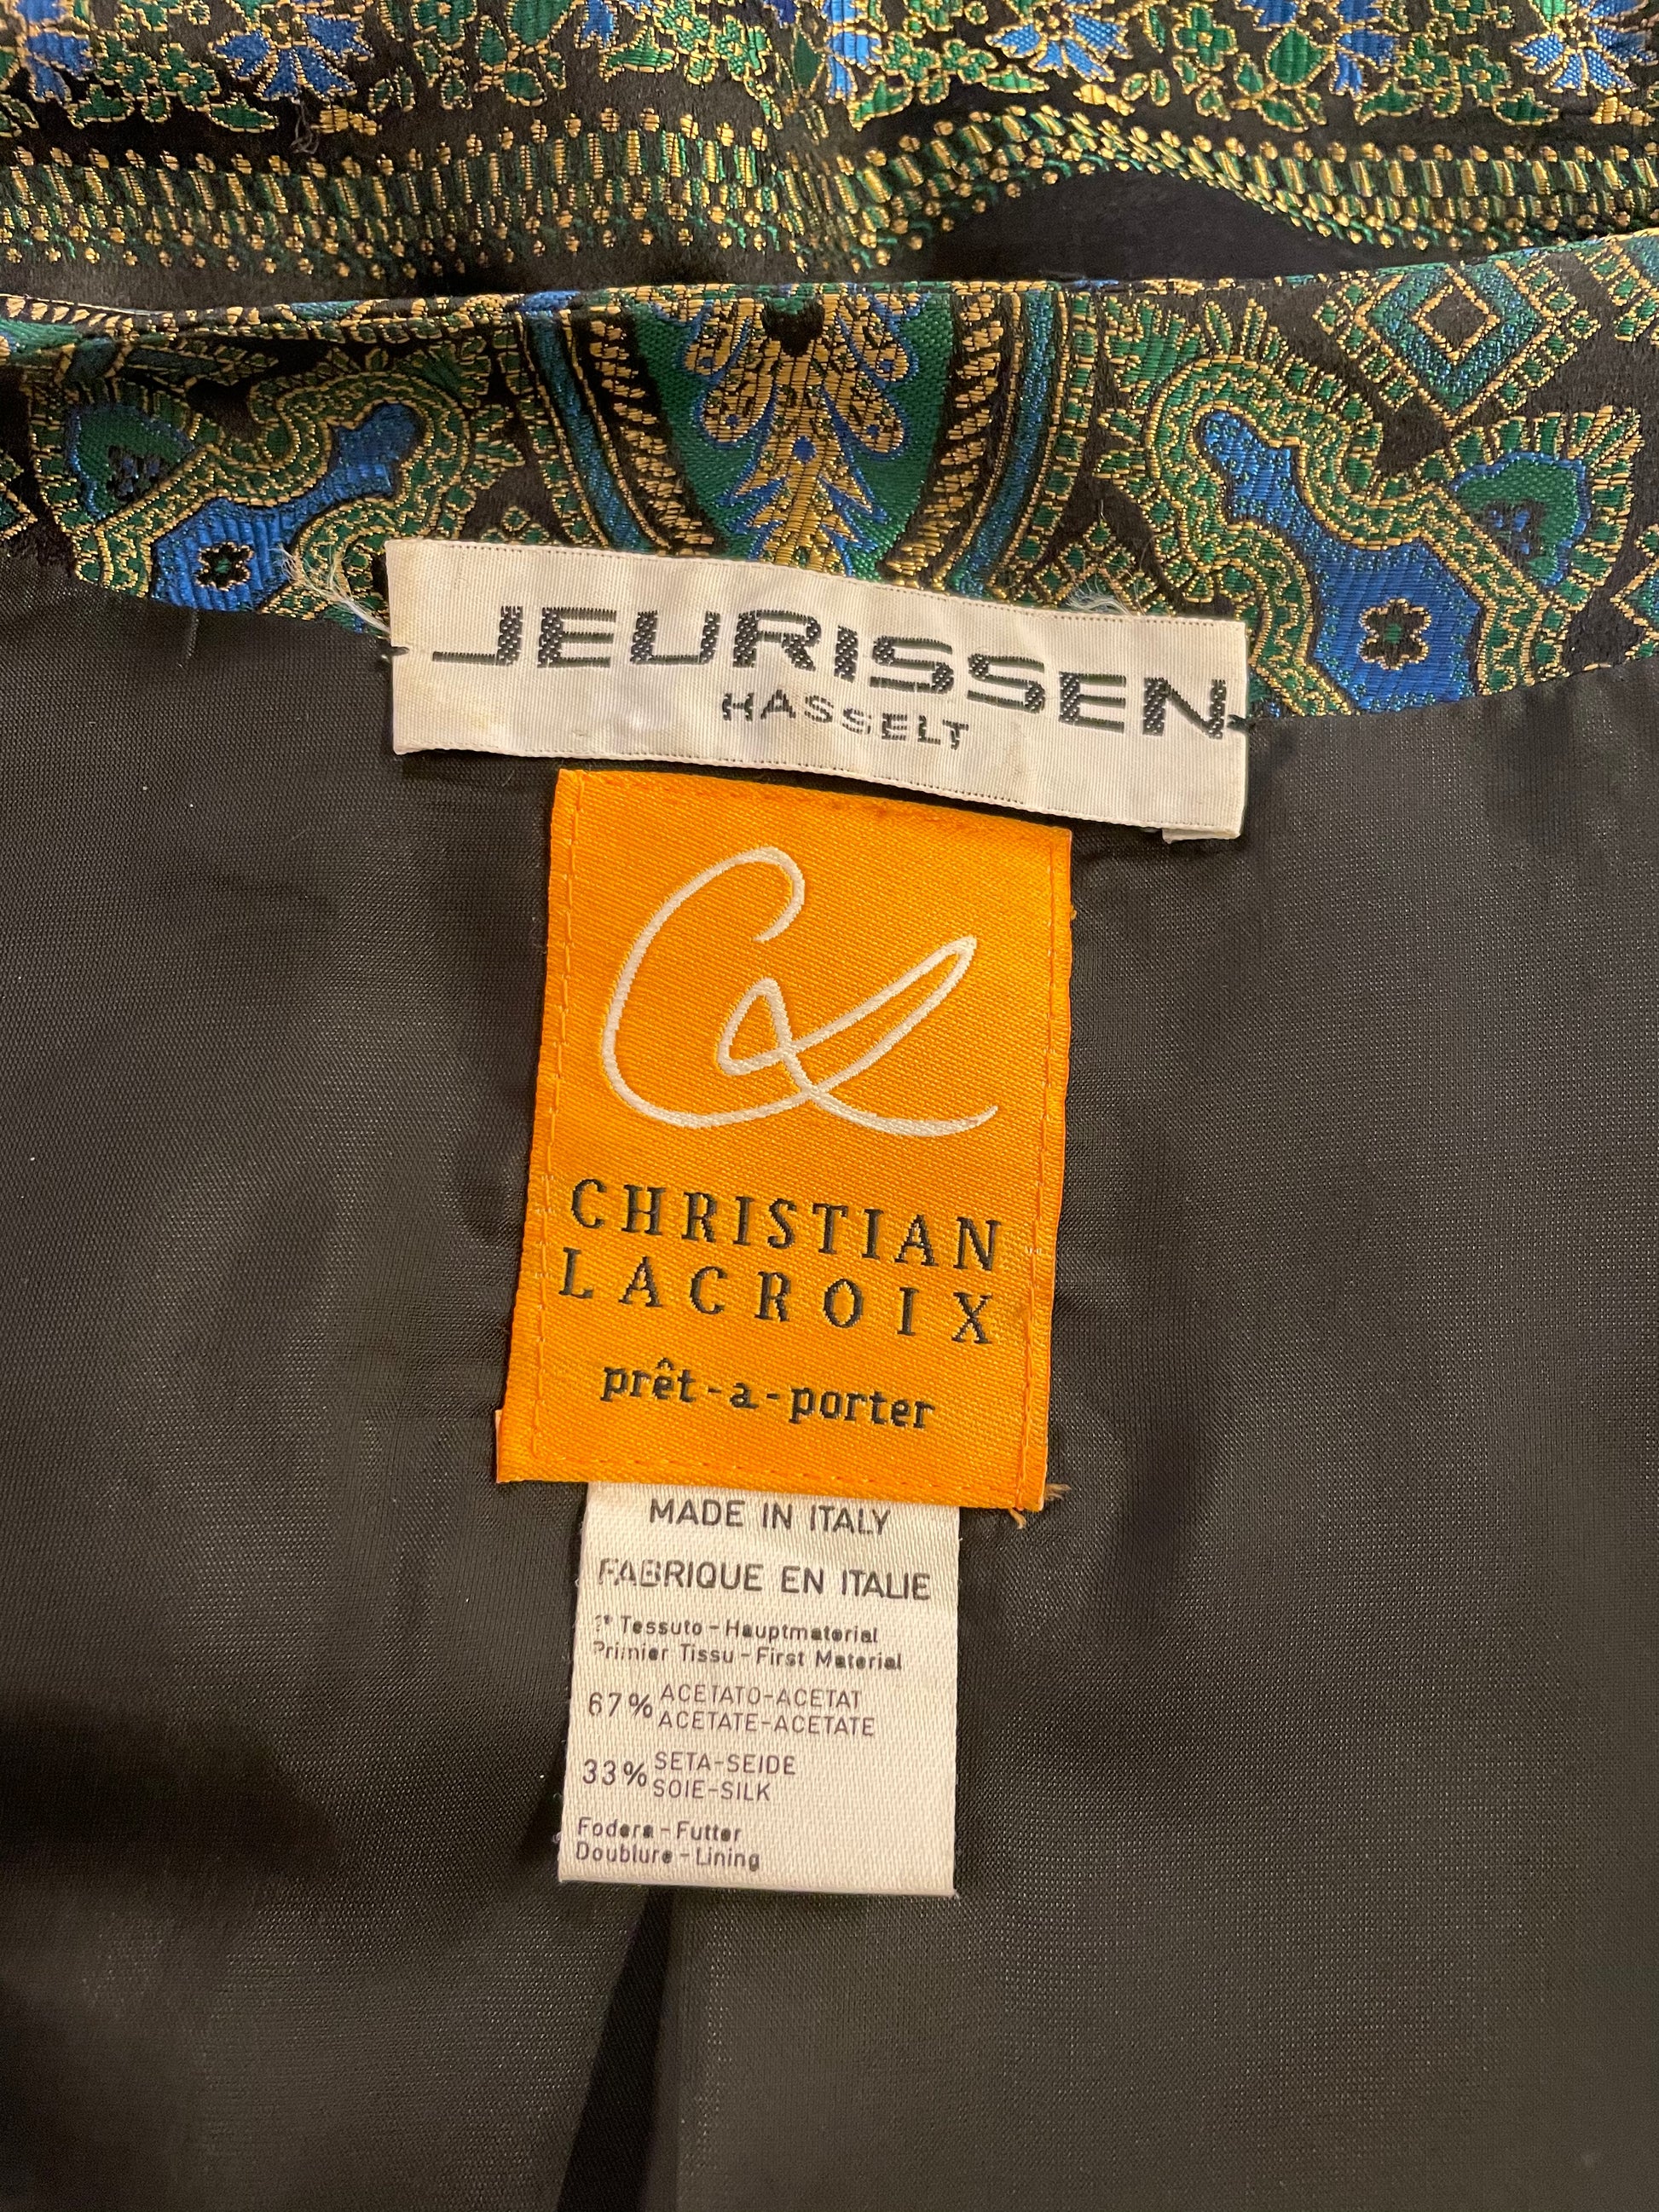 JEURISSEN
HASSELT
CL
CHRISTIAN
LACROIX
prêt-a-porter
MADE IN ITALY
FABRIQUE EN ITALIE
Tessuto-Hauptmaterial
Primier Tissu-First Material
67% ACETATO-ACETAT
ACETATE-ACETATE
33% SETA-SEIDE
SOIE-SILK
Fodera-Futter
Doublure-Lining